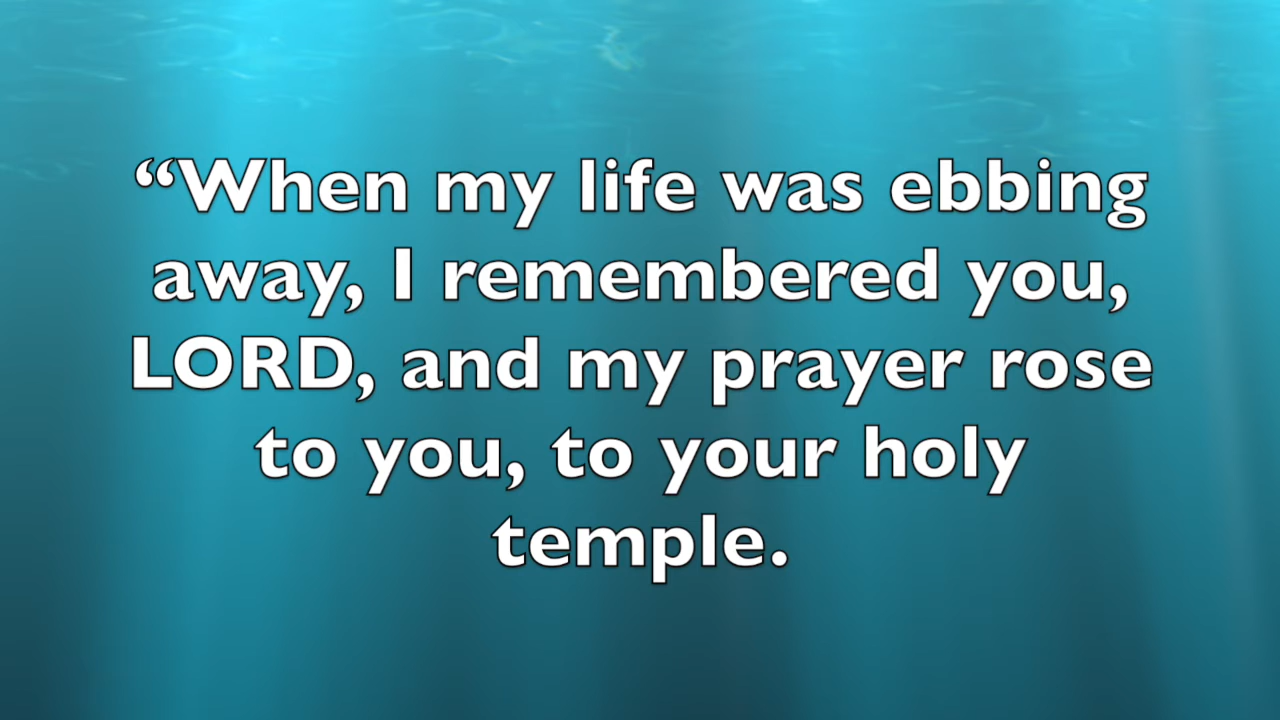 “When my life was ebbing
away, I remembered you,
LORD, and my prayer rose
to you, to your holy
temple.